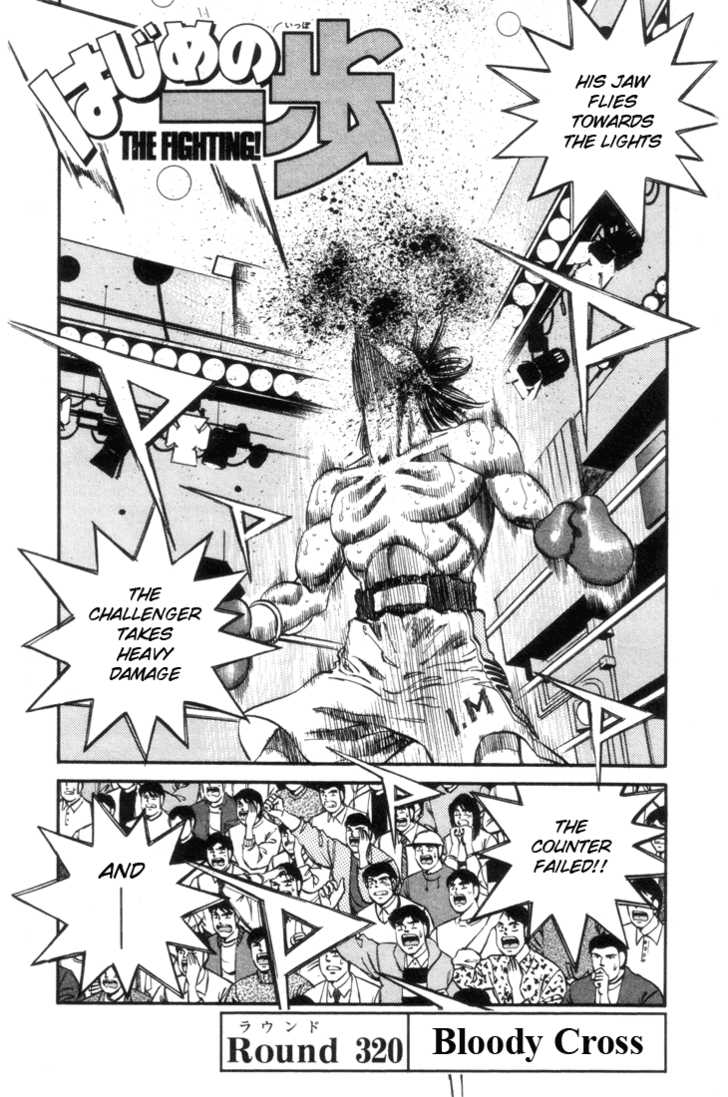 はじめの一歩
いっぽ
THE FIGHTING!
HIS JAW
FLIES
TOWARDS
THE LIGHTS
THE
CHALLENGER
TAKES
HEAVY
DAMAGE
I.M
THE
COUNTER
FAILED!!
AND
—
ラウンド
Round 320
Bloody Cross